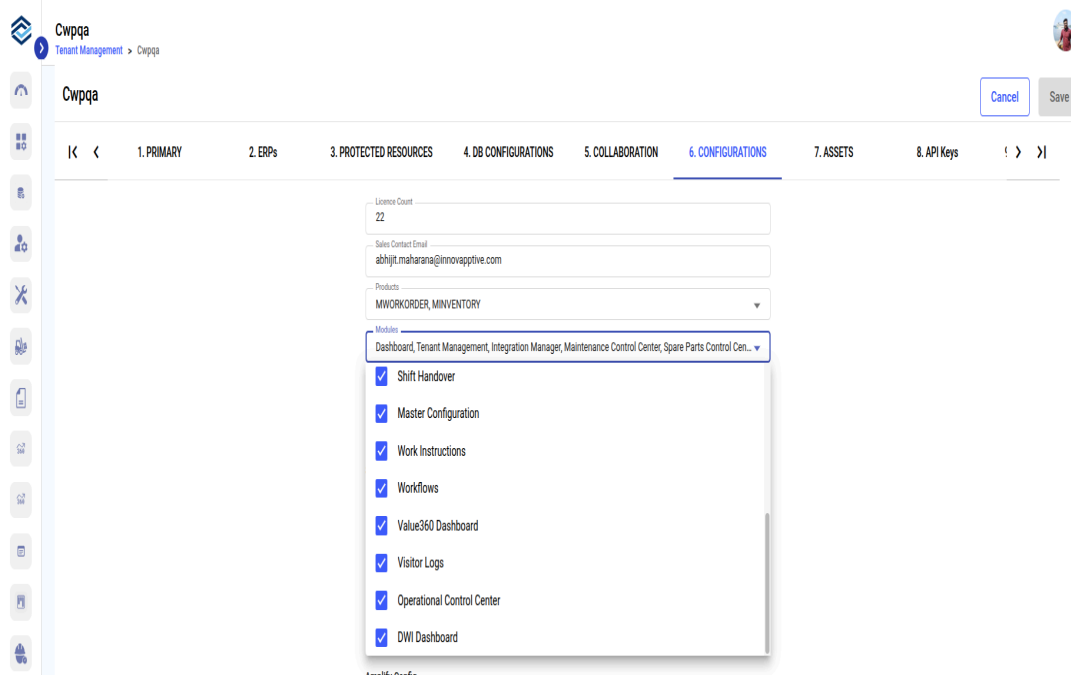 Cwpqa
Tenant Management > Cwpqa
Cwpqa
Cancel
Save
1. PRIMARY
2. ERPs
3. PROTECTED RESOURCES
4. DB CONFIGURATIONS
5. COLLABORATION
6. CONFIGURATIONS
7. ASSETS
8. API Keys
Licence Count
22
Sales Contact Email
abhijit.maharana@innovapptive.com
Products
MWORKORDER, MINVENTORY
Modules
Dashboard, Tenant Management, Integration Manager, Maintenance Control Center, Spare Parts Control Cen...
Shift Handover
Master Configuration
Work Instructions
Workflows
Value360 Dashboard
Visitor Logs
Operational Control Center
DWI Dashboard
Amplify Config